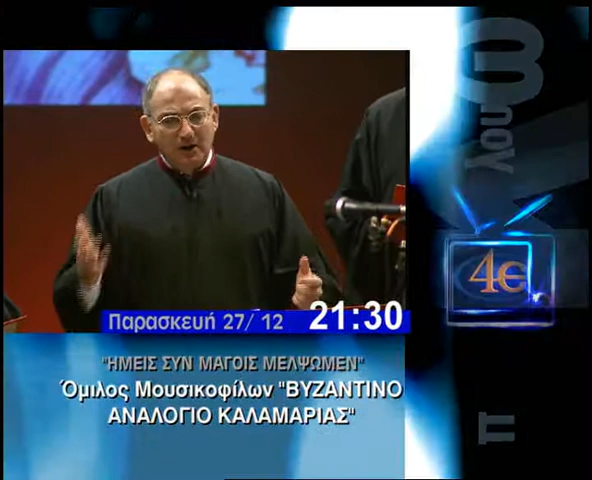 Παρασκευή 27/ 12 21:30
"ΗΜΕΙΣ ΣΥΝ ΜΑΓΟΙΣ ΜΕΛΨΩΜΕΝ"
Όμιλος Μουσικοφίλων "ΒΥΖΑΝΤΙΝΟ
ΑΝΑΛΟΓΙΟ ΚΑΛΑΜΑΡΙΑΣ"
4Ε